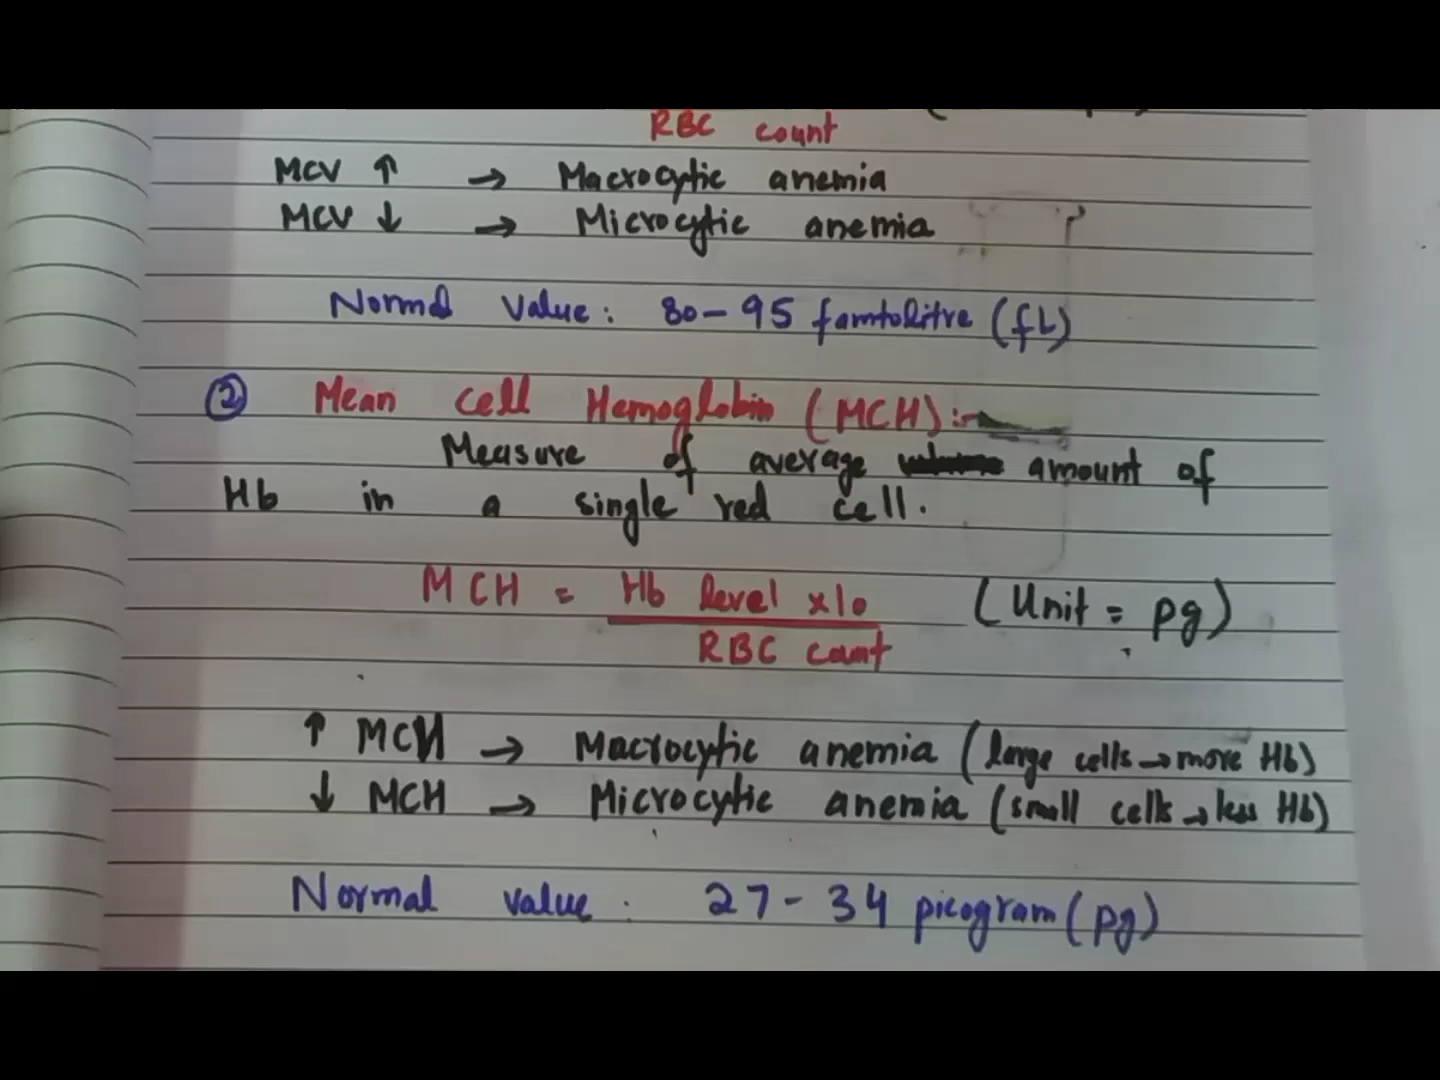 RBC count
MCV ↑ → Macrocytic anemia
MCV ↓ → Microcytic anemia
Normal Value: 80-95 famtolitre (fL)
② Mean cell Hemoglobin (MCH):-
Measure of average amount of
Hb in a single red cell.
MCH = Hb level x10 (Unit = pg)
RBC count
↑ MCH → Macrocytic anemia (large cells → more Hb)
↓ MCH → Microcytic anemia (small cells → less Hb)
Normal value: 27-34 picogram (pg)